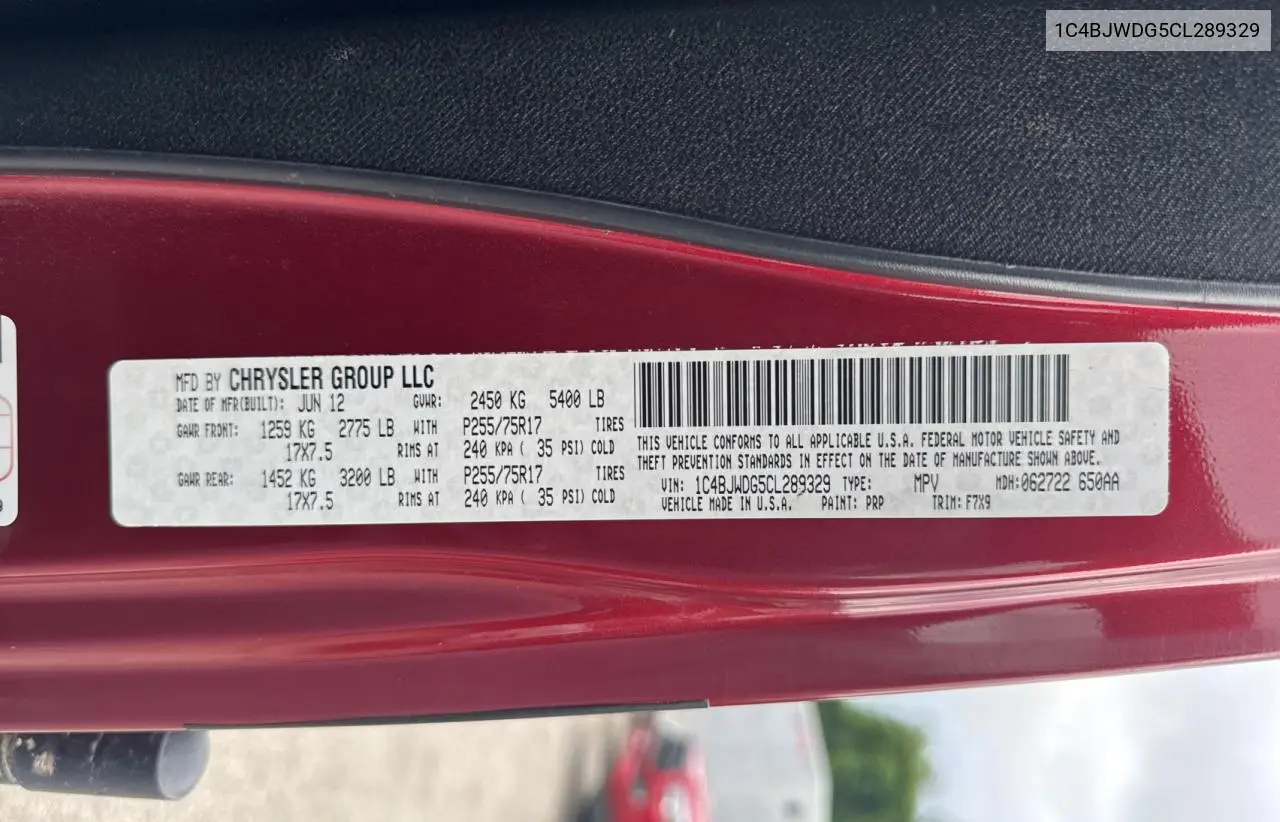 1C4BJWDG5CL289329
MFD BY CHRYSLER GROUP LLC
DATE OF MFR(BUILT): JUN 12 GVWR: 2450 KG 5400 LB
GAWR FRONT: 1259 KG 2775 LB WITH P255/75R17 TIRES
17X7.5 RIMS AT 240 KPA ( 35 PSI) COLD
GAWR REAR: 1452 KG 3200 LB WITH P255/75R17 TIRES
17X7.5 RIMS AT 240 KPA ( 35 PSI) COLD
THIS VEHICLE CONFORMS TO ALL APPLICABLE U.S.A. FEDERAL MOTOR VEHICLE SAFETY AND
THEFT PREVENTION STANDARDS IN EFFECT ON THE DATE OF MANUFACTURE SHOWN ABOVE.
VIN: 1C4BJWDG5CL289329 TYPE: MPV MDH:062722 650AA
VEHICLE MADE IN U.S.A. PAINT: PRP TRIM: F7X9